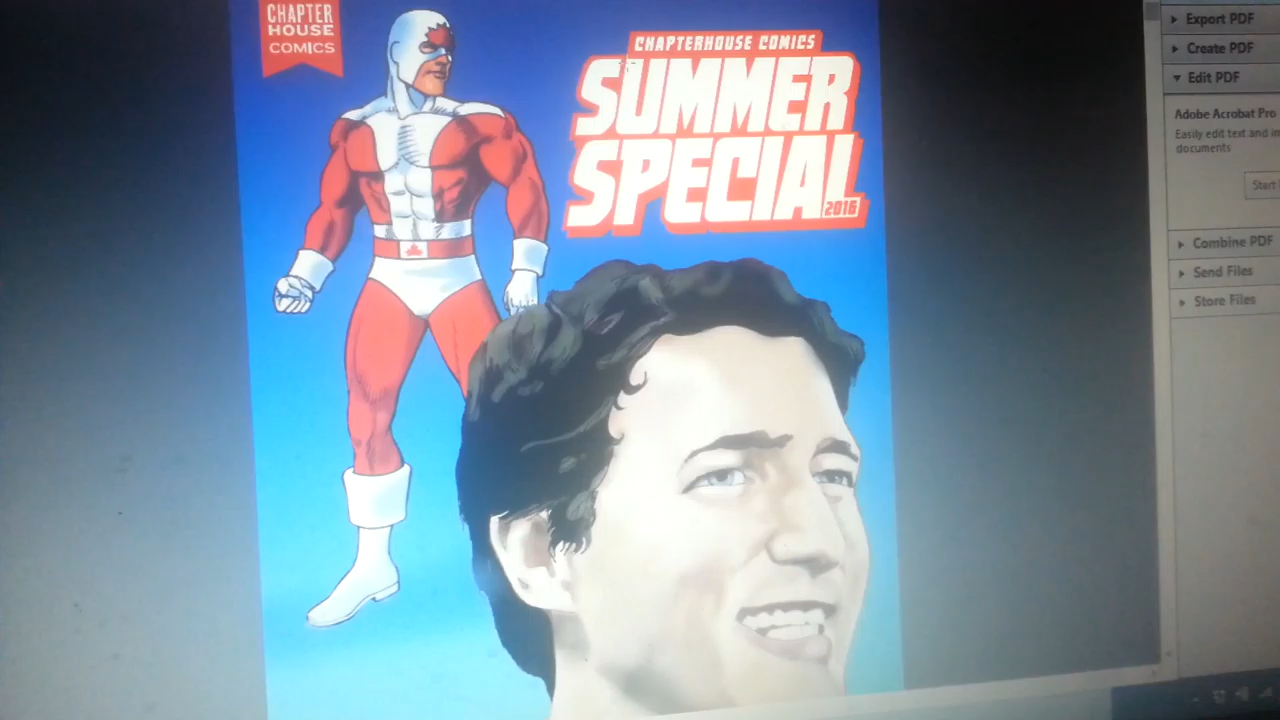 CHAPTER
HOUSE
COMICS
CHAPTERHOUSE COMICS
SUMMER
SPECIAL
2016
Export PDF
Create PDF
Edit PDF
Adobe Acrobat Pro
Easily edit text and
documents
Start
Combine PDF
Send Files
Store Files